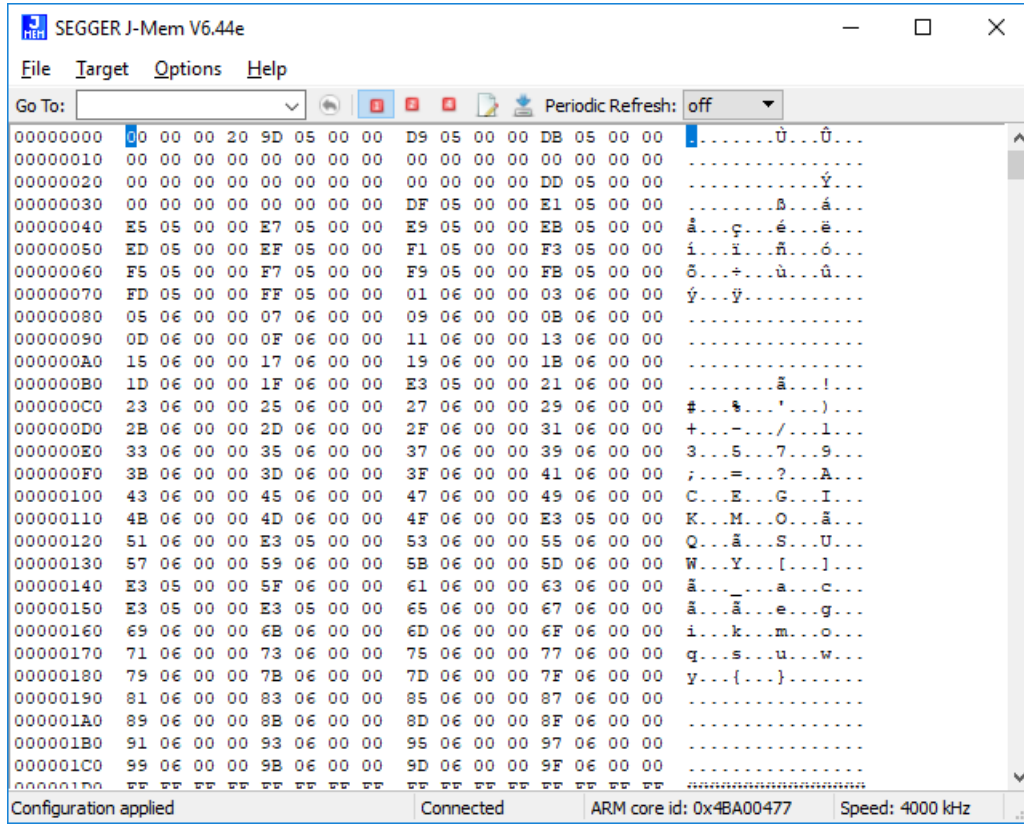 SEGGER J-Mem V6.44e
File Target Options Help
Go To: Periodic Refresh: off
00000000 00 00 00 20 9D 05 00 00 D9 05 00 00 DB 05 00 00 ........Ù...Û...
00000010 00 00 00 00 00 00 00 00 00 00 00 00 00 00 00 00 ................
00000020 00 00 00 00 00 00 00 00 00 00 00 00 DD 05 00 00 ............Ý...
00000030 00 00 00 00 00 00 00 00 DF 05 00 00 E1 05 00 00 ........ß...á...
00000040 E5 05 00 00 E7 05 00 00 E9 05 00 00 EB 05 00 00 å...ç...é...ë...
00000050 ED 05 00 00 EF 05 00 00 F1 05 00 00 F3 05 00 00 í...ï...ñ...ó...
00000060 F5 05 00 00 F7 05 00 00 F9 05 00 00 FB 05 00 00 õ...÷...ù...û...
00000070 FD 05 00 00 FF 05 00 00 01 06 00 00 03 06 00 00 ý...ÿ...........
00000080 05 06 00 00 07 06 00 00 09 06 00 00 0B 06 00 00 ................
00000090 0D 06 00 00 0F 06 00 00 11 06 00 00 13 06 00 00 ................
000000A0 15 06 00 00 17 06 00 00 19 06 00 00 1B 06 00 00 ................
000000B0 1D 06 00 00 1F 06 00 00 E3 05 00 00 21 06 00 00 ........ã...!...
000000C0 23 06 00 00 25 06 00 00 27 06 00 00 29 06 00 00 #...%...'...)...
000000D0 2B 06 00 00 2D 06 00 00 2F 06 00 00 31 06 00 00 +...-.../...1...
000000E0 33 06 00 00 35 06 00 00 37 06 00 00 39 06 00 00 3...5...7...9...
000000F0 3B 06 00 00 3D 06 00 00 3F 06 00 00 41 06 00 00 ;...=...?...A...
00000100 43 06 00 00 45 06 00 00 47 06 00 00 49 06 00 00 C...E...G...I...
00000110 4B 06 00 00 4D 06 00 00 4F 06 00 00 E3 05 00 00 K...M...O...ã...
00000120 51 06 00 00 E3 05 00 00 53 06 00 00 55 06 00 00 Q...ã...S...U...
00000130 57 06 00 00 59 06 00 00 5B 06 00 00 5D 06 00 00 W...Y...[...]...
00000140 E3 05 00 00 5F 06 00 00 61 06 00 00 63 06 00 00 ã..._...a...c...
00000150 E3 05 00 00 E3 05 00 00 65 06 00 00 67 06 00 00 ã...ã...e...g...
00000160 69 06 00 00 6B 06 00 00 6D 06 00 00 6F 06 00 00 i...k...m...o...
00000170 71 06 00 00 73 06 00 00 75 06 00 00 77 06 00 00 q...s...u...w...
00000180 79 06 00 00 7B 06 00 00 7D 06 00 00 7F 06 00 00 y...{...}.......
00000190 81 06 00 00 83 06 00 00 85 06 00 00 87 06 00 00 ................
000001A0 89 06 00 00 8B 06 00 00 8D 06 00 00 8F 06 00 00 ................
000001B0 91 06 00 00 93 06 00 00 95 06 00 00 97 06 00 00 ................
000001C0 99 06 00 00 9B 06 00 00 9D 06 00 00 9F 06 00 00 ................
000001D0 FF FF FF FF FF FF FF FF FF FF FF FF FF FF FF FF
Configuration applied Connected ARM core id: 0x4BA00477 Speed: 4000 kHz